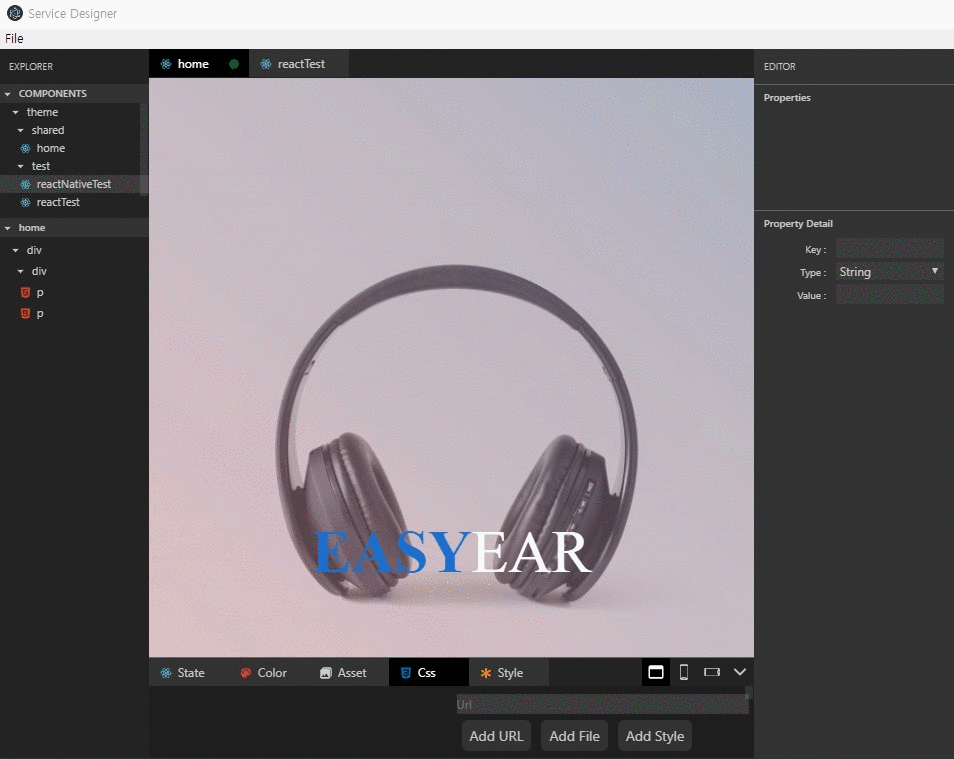 Service Designer
File
EXPLORER
COMPONENTS
theme
shared
home
test
reactNativeTest
reactTest
home
div
div
p
p
home
reactTest
EASYEAR
State
Color
Asset
Css
Style
Url
Add URL
Add File
Add Style
EDITOR
Properties
Property Detail
Key :
Type : String
Value :